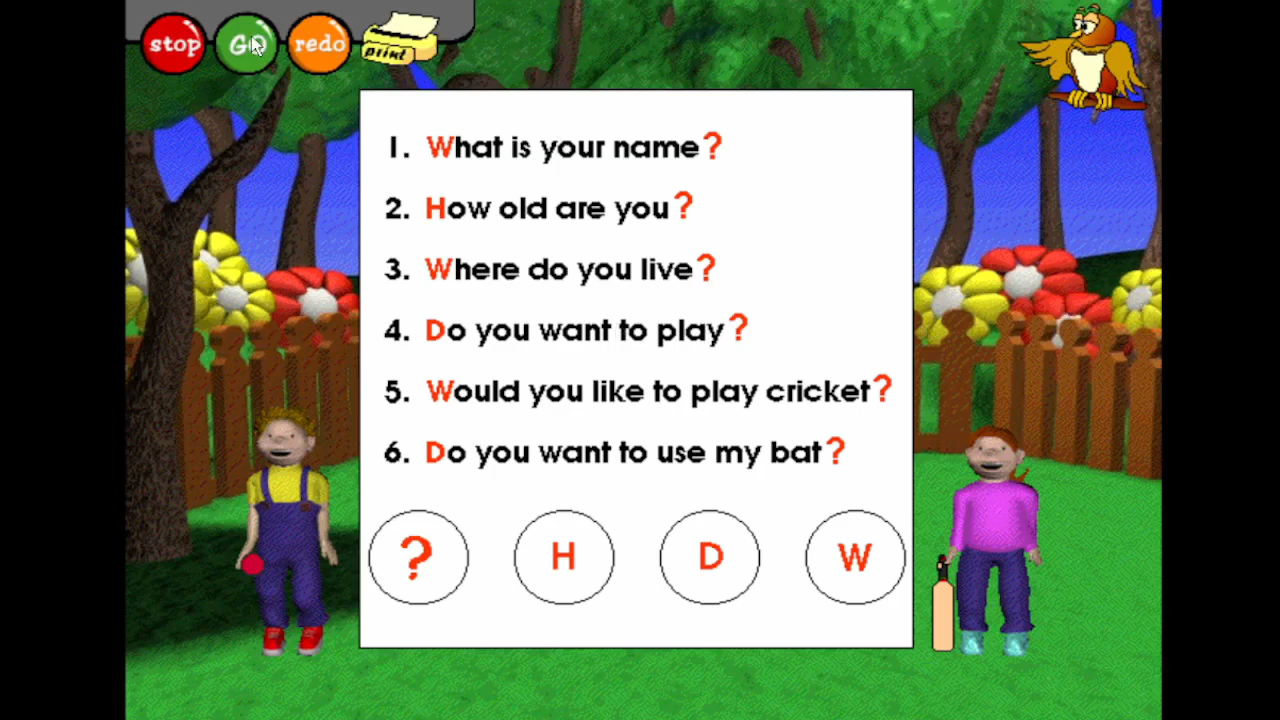 stop GO redo print
1. What is your name?
2. How old are you?
3. Where do you live?
4. Do you want to play?
5. Would you like to play cricket?
6. Do you want to use my bat?
? H D W